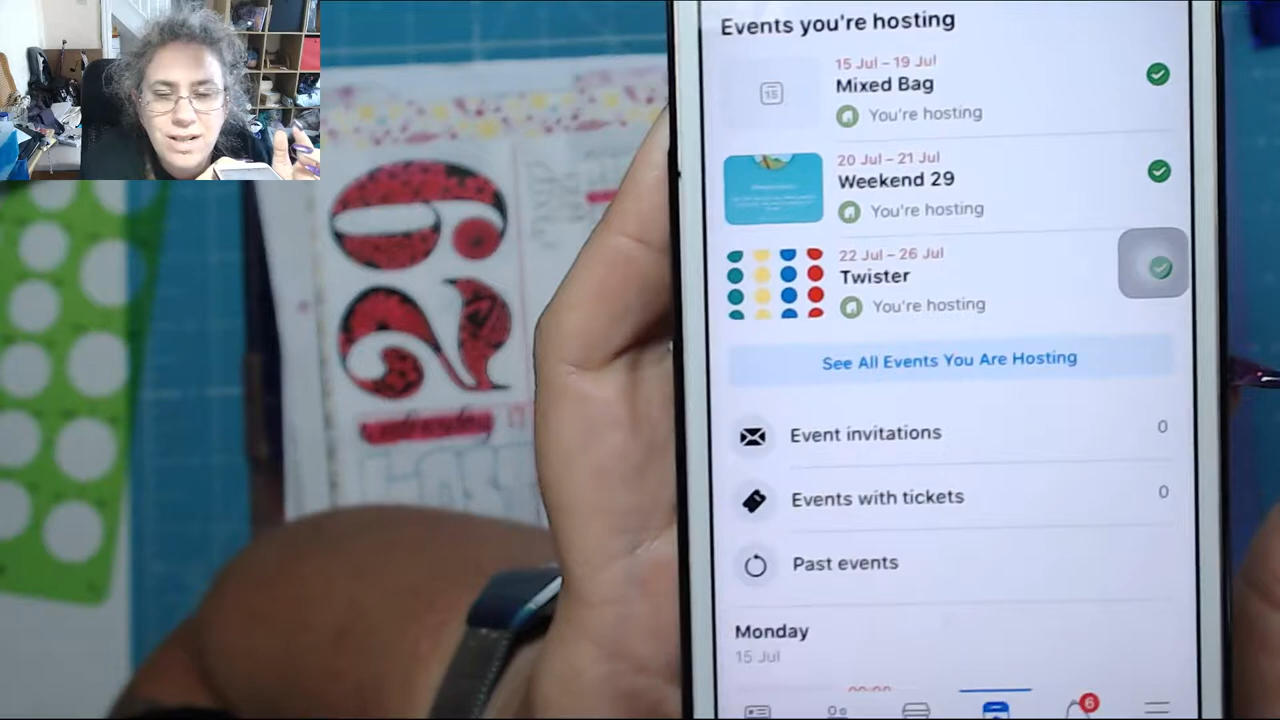 Events you're hosting
15 Jul – 19 Jul
Mixed Bag
You're hosting
20 Jul – 21 Jul
Weekend 29
You're hosting
22 Jul – 26 Jul
Twister
You're hosting
See All Events You Are Hosting
Event invitations 0
Events with tickets 0
Past events
Monday
15 Jul
6